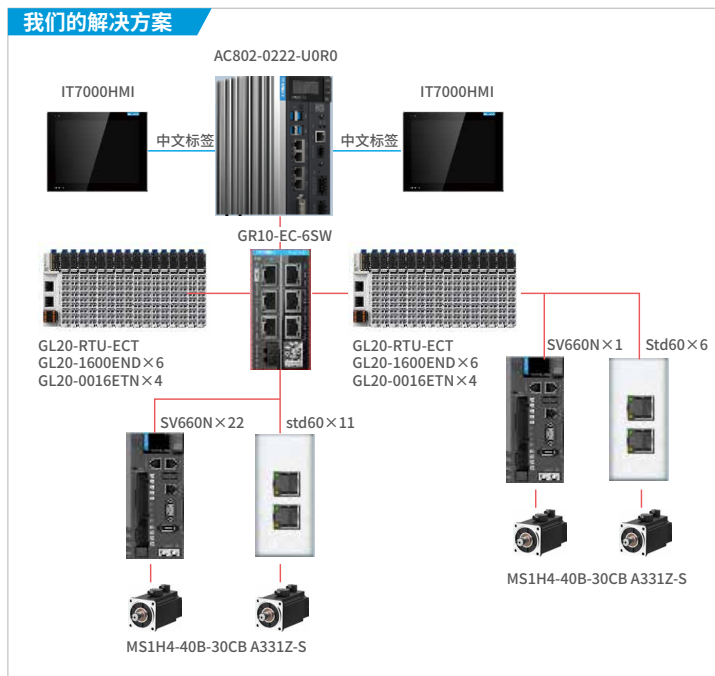 我们的解决方案
AC802-0222-U0R0
IT7000HMI
IT7000HMI
中文标签
中文标签
GR10-EC-6SW
GL20-RTU-ECT
GL20-1600END×6
GL20-0016ETN×4
GL20-RTU-ECT
GL20-1600END×6
GL20-0016ETN×4
SV660N×1
Std60×6
SV660N×22
std60×11
MS1H4-40B-30CB A331Z-S
MS1H4-40B-30CB A331Z-S